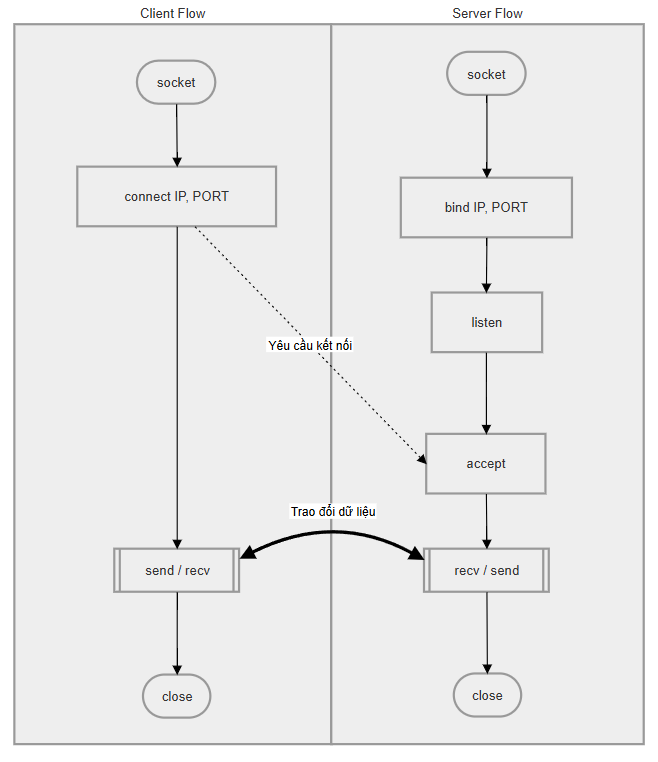 Client Flow
Server Flow
socket
socket
connect IP, PORT
bind IP, PORT
listen
Yêu cầu kết nối
accept
Trao đổi dữ liệu
send / recv
recv / send
close
close